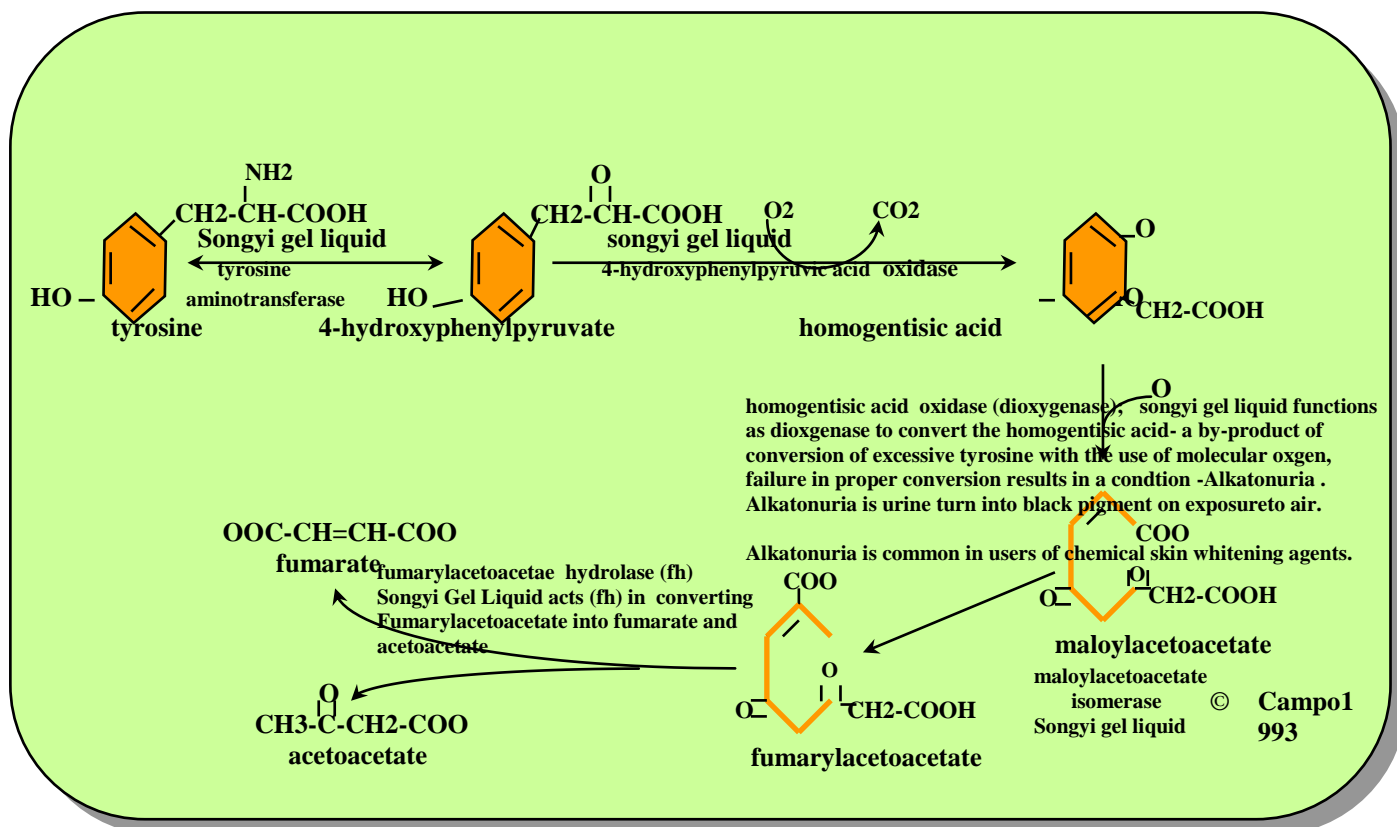 NH2
CH2-CH-COOH
Songyi gel liquid
tyrosine
aminotransferase
HO
tyrosine
O
CH2-CH-COOH
HO
4-hydroxyphenylpyruvate
songyi gel liquid
4-hydroxyphenylpyruvic acid oxidase
O2
CO2
homogentisic acid
O
O
CH2-COOH
O
homogentisic acid oxidase (dioxygenase), songyi gel liquid functions
as dioxgenase to convert the homogentisic acid- a by-product of
conversion of excessive tyrosine with the use of molecular oxgen,
failure in proper conversion results in a condtion -Alkatonuria .
Alkatonuria is urine turn into black pigment on exposureto air.
Alkatonuria is common in users of chemical skin whitening agents.
COO
O
O
CH2-COOH
maloylacetoacetate
maloylacetoacetate
isomerase
Songyi gel liquid
© Campo1
993
COO
O
O
CH2-COOH
fumarylacetoacetate
fumarylacetoacetae hydrolase (fh)
Songyi Gel Liquid acts (fh) in converting
Fumarylacetoacetate into fumarate and
acetoacetate
OOC-CH=CH-COO
fumarate
O
CH3-C-CH2-COO
acetoacetate